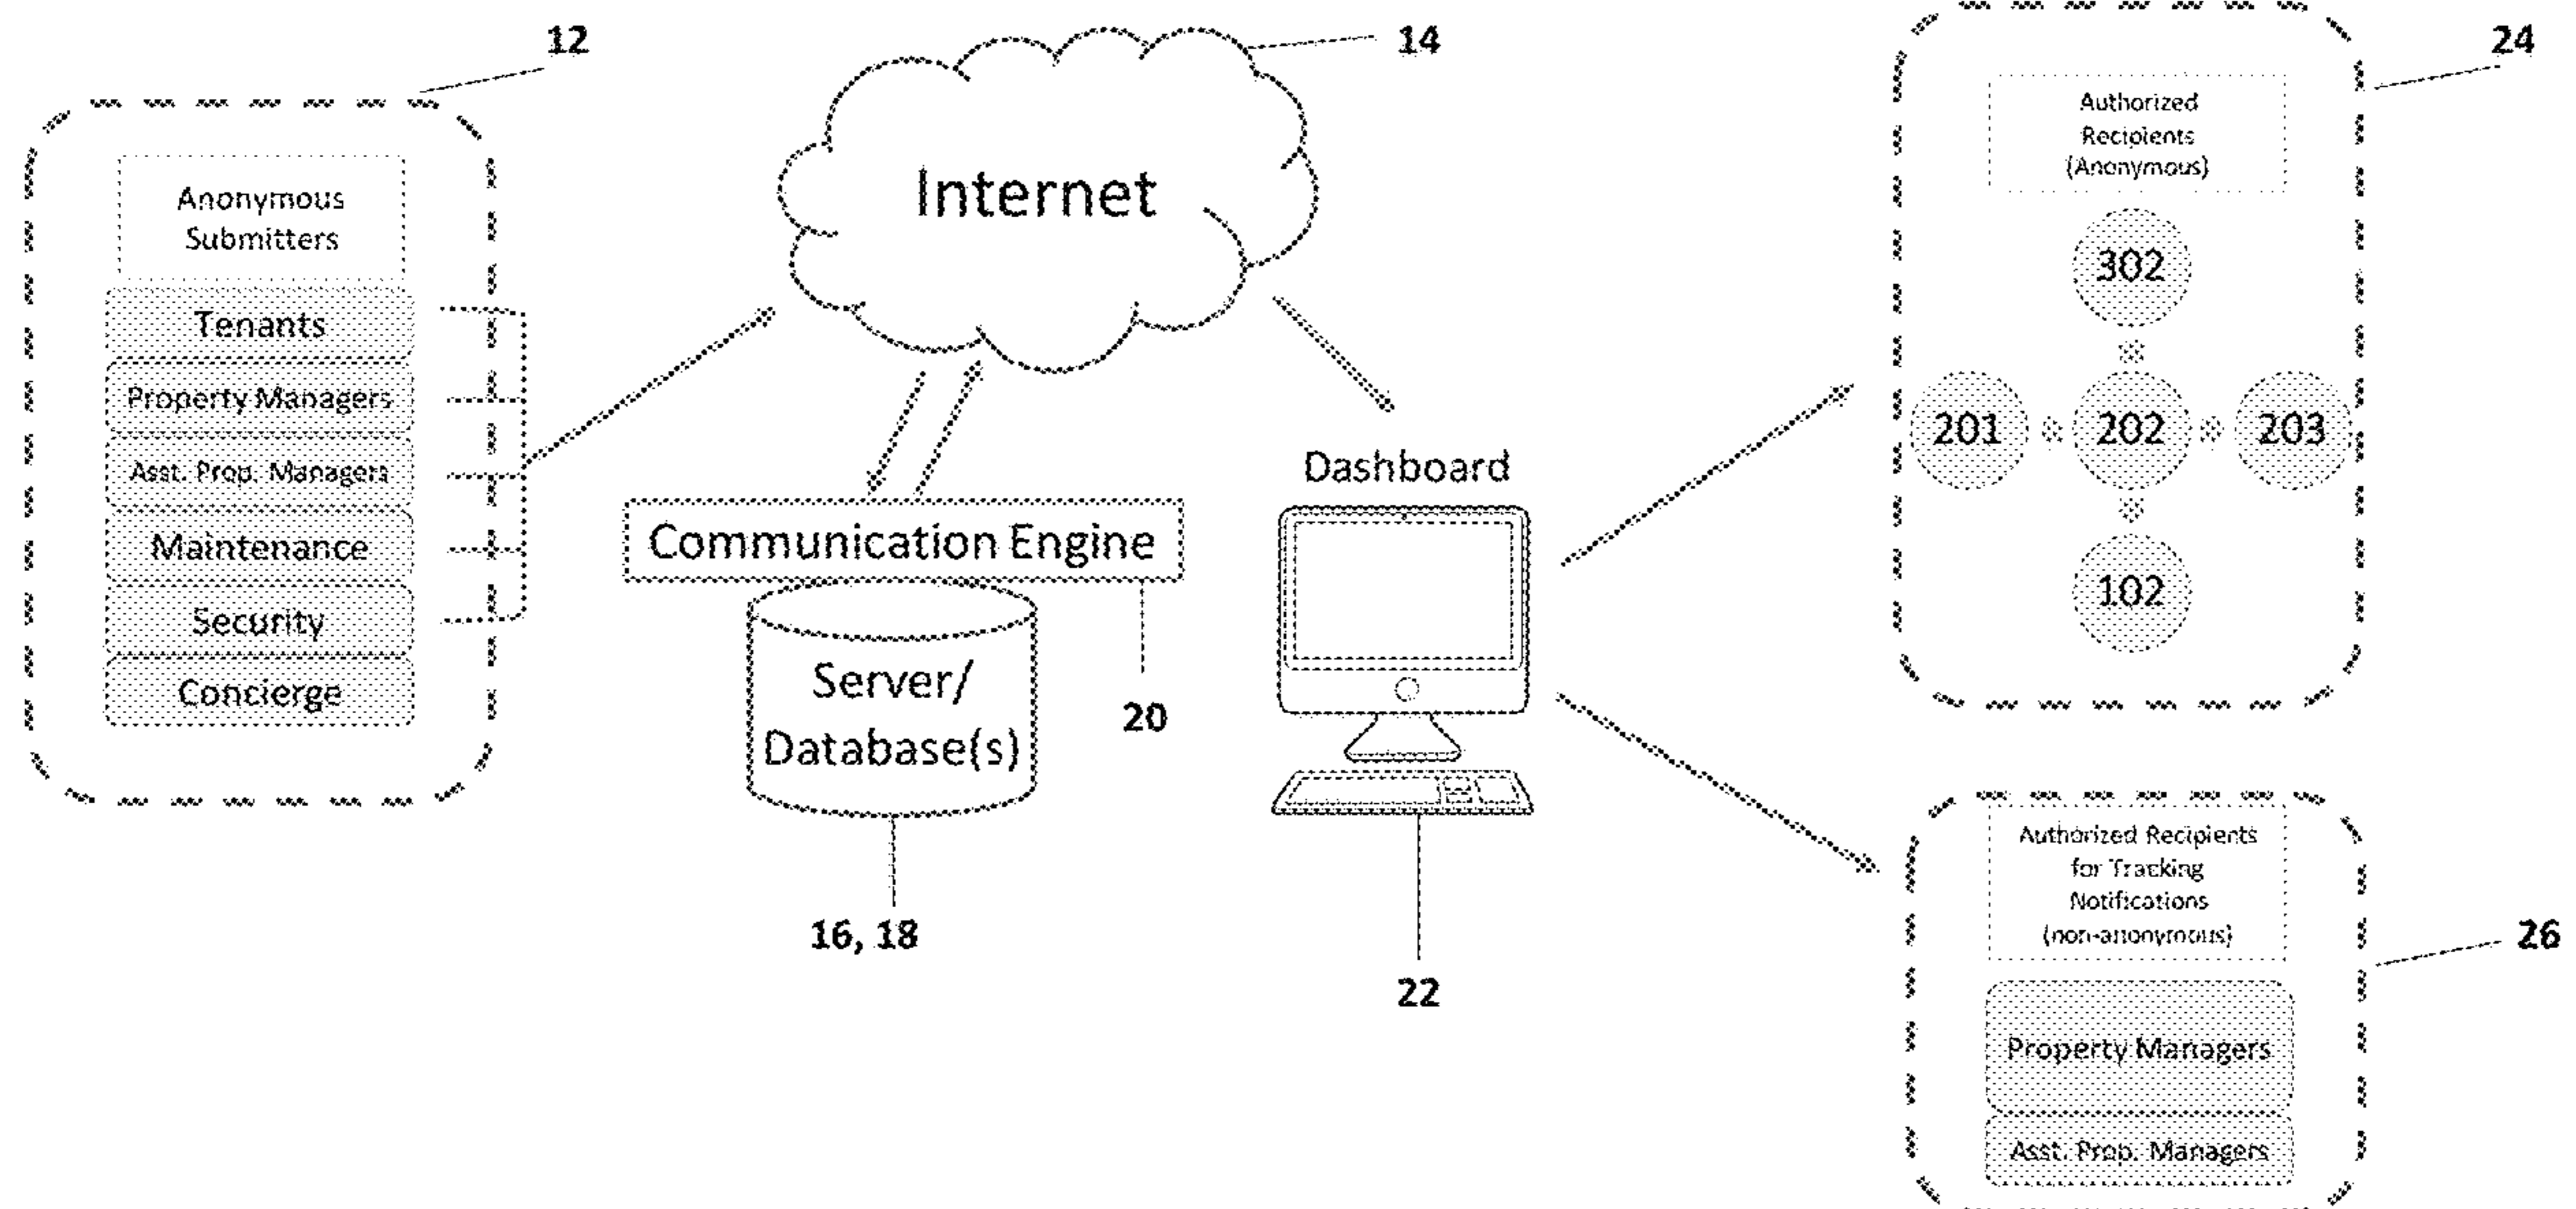 12
Anonymous
Submitters
Tenants
Property Managers
Asst. Prop. Managers
Maintenance
Security
Concierge
14
Internet
Communication Engine
20
Server/
Database(s)
16, 18
Dashboard
22
24
Authorized
Recipients
(Anonymous)
302
201
202
203
102
26
Authorized Recipients
for Tracking
Notifications
(non-anonymous)
Property Managers
Asst. Prop. Managers